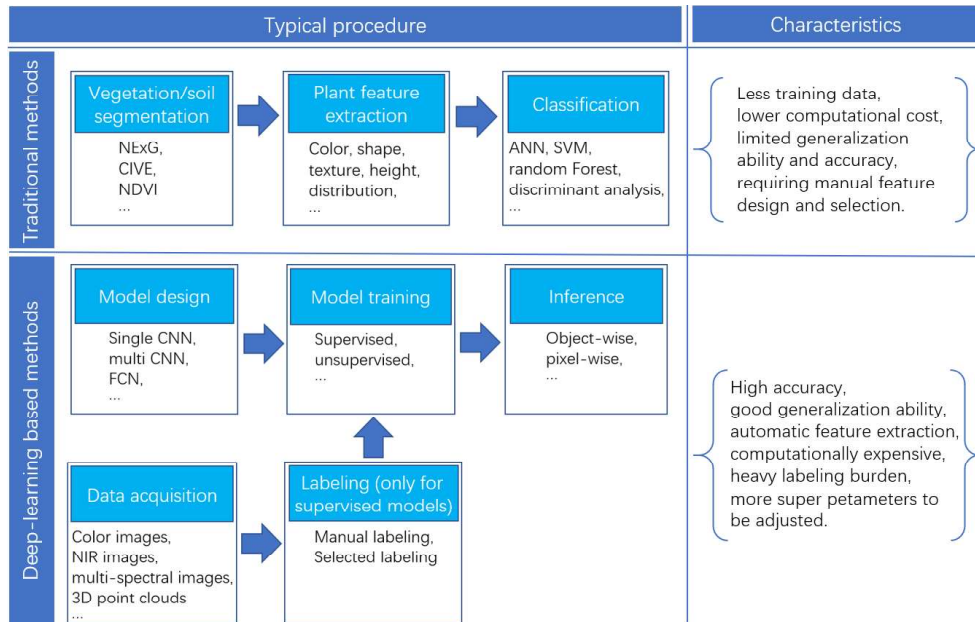 Typical procedure
Characteristics
Traditional methods
Vegetation/soil
segmentation
NExG,
CIVE,
NDVI
...
Plant feature
extraction
Color, shape,
texture, height,
distribution,
...
Classification
ANN, SVM,
random Forest,
discriminant analysis,
...
Less training data,
lower computational cost,
limited generalization
ability and accuracy,
requiring manual feature
design and selection.
Deep-learning based methods
Model design
Single CNN,
multi CNN,
FCN,
...
Model training
Supervised,
unsupervised,
...
Inference
Object-wise,
pixel-wise,
...
Data acquisition
Color images,
NIR images,
multi-spectral images,
3D point clouds
...
Labeling (only for
supervised models)
Manual labeling,
Selected labeling
High accuracy,
good generalization ability,
automatic feature extraction,
computationally expensive,
heavy labeling burden,
more super petameters to
be adjusted.